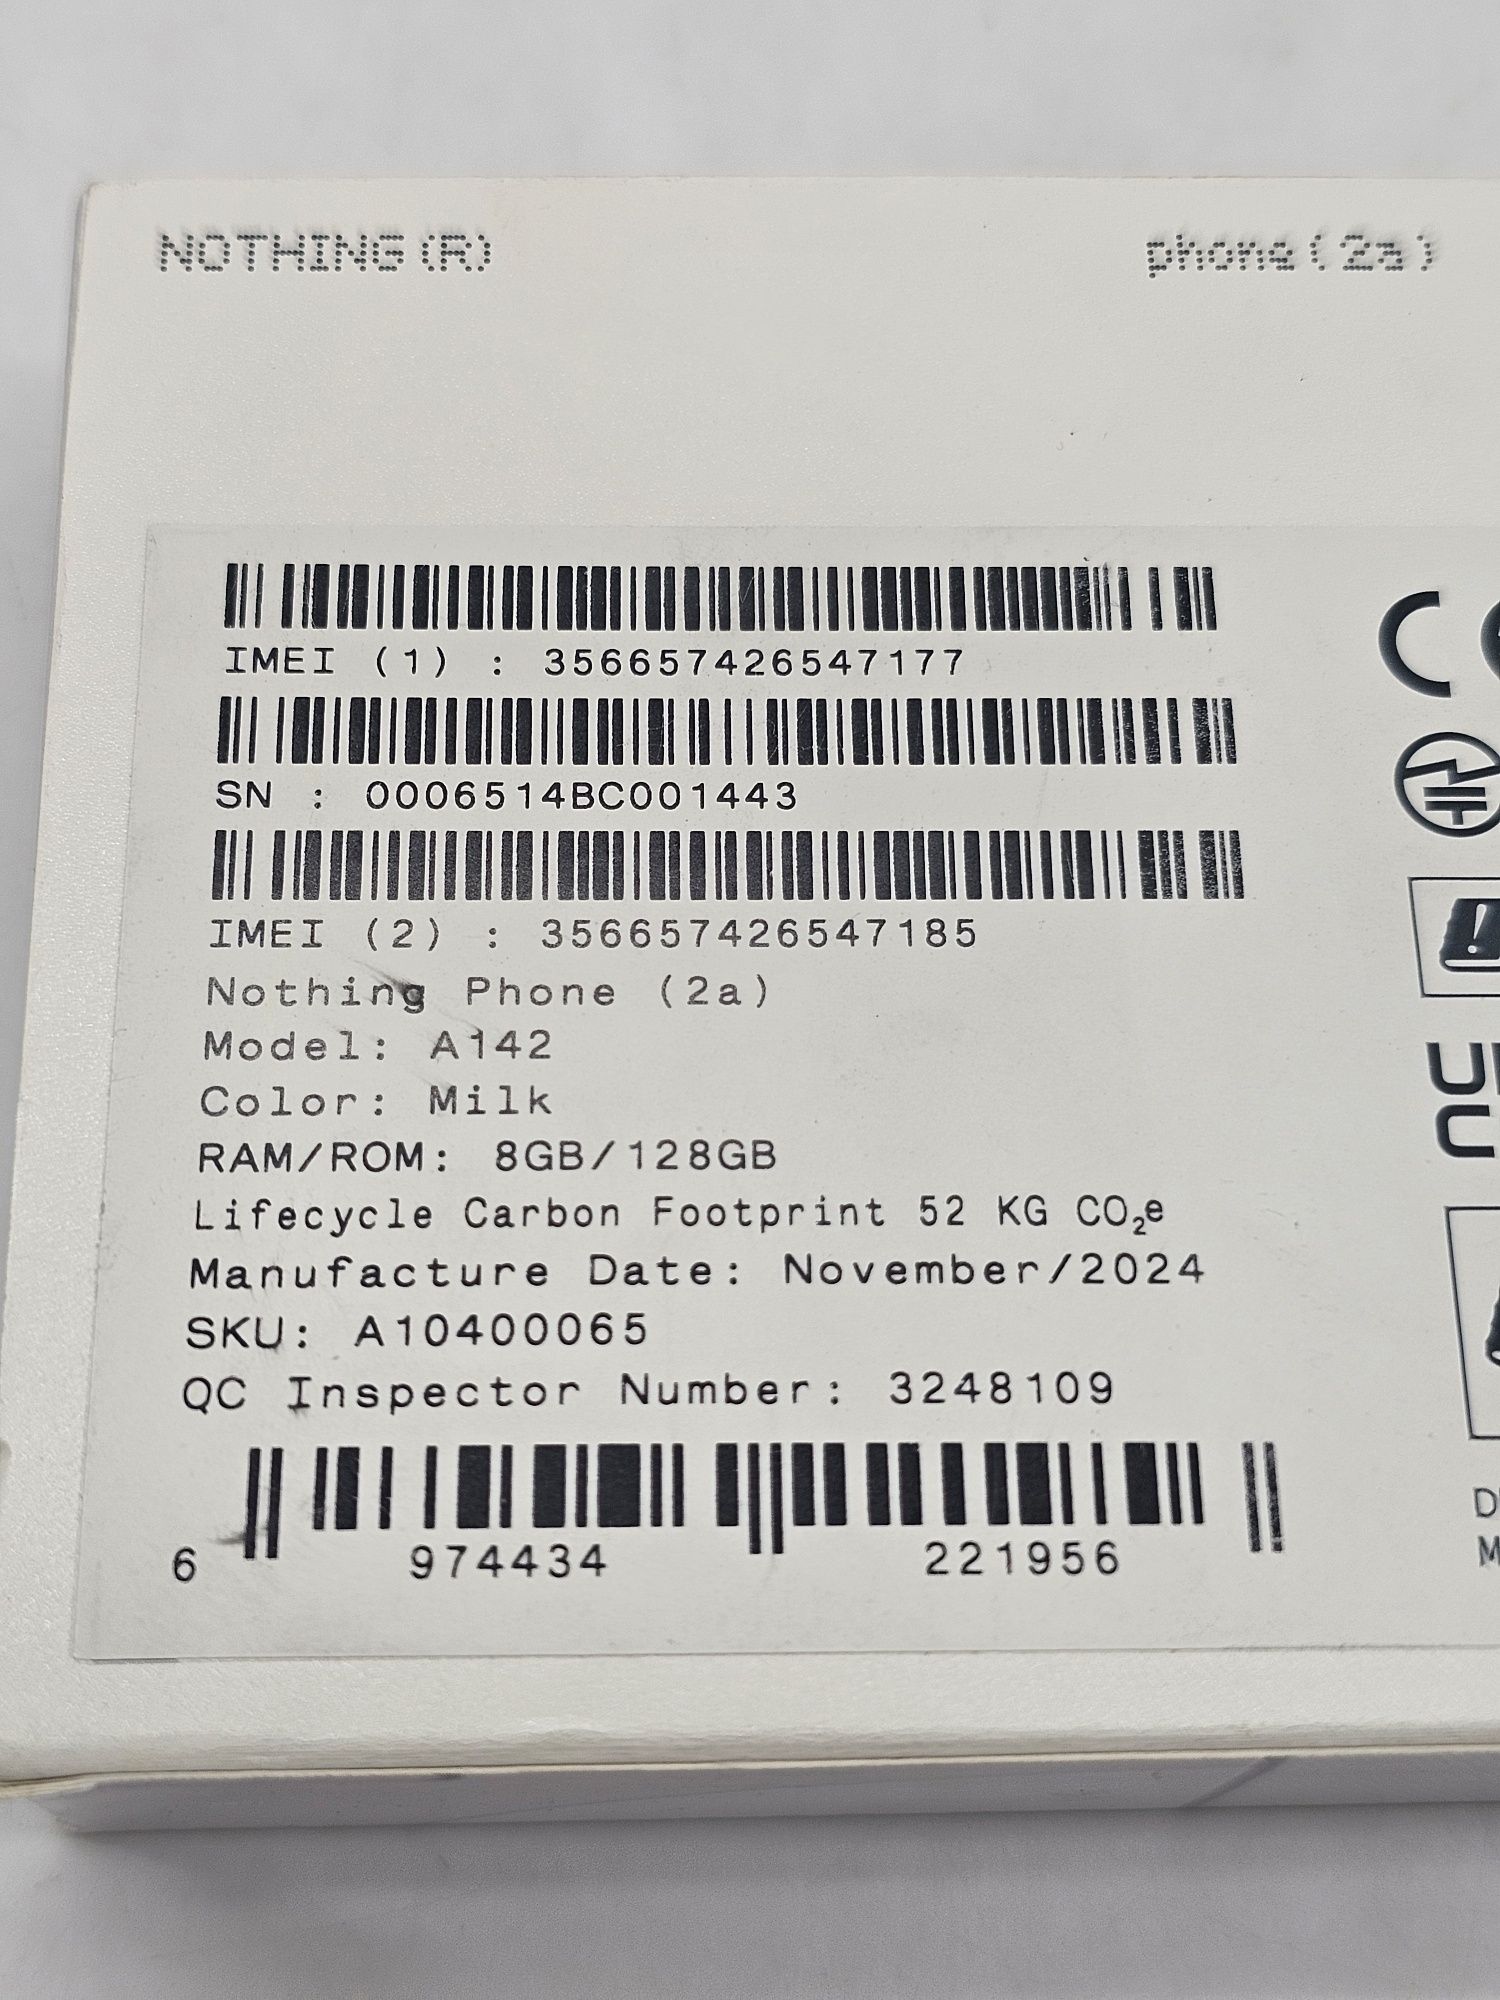 NOTHING(R)
phone(2a)
IMEI (1) : 356657426547177
SN : 0006514BC001443
IMEI (2) : 356657426547185
Nothing Phone (2a)
Model: A142
Color: Milk
RAM/ROM: 8GB/128GB
Lifecycle Carbon Footprint 52 KG CO₂e
Manufacture Date: November/2024
SKU: A10400065
QC Inspector Number: 3248109
6 974434 221956